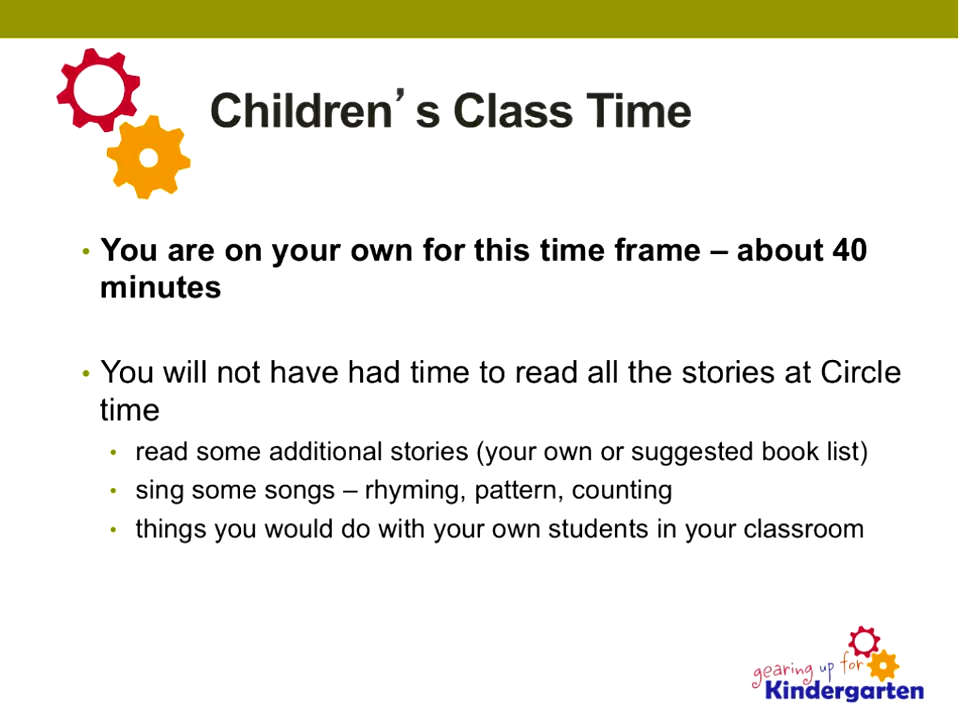 Children’s Class Time
• You are on your own for this time frame – about 40
minutes
• You will not have had time to read all the stories at Circle
time
• read some additional stories (your own or suggested book list)
• sing some songs – rhyming, pattern, counting
• things you would do with your own students in your classroom
gearing up for
Kindergarten